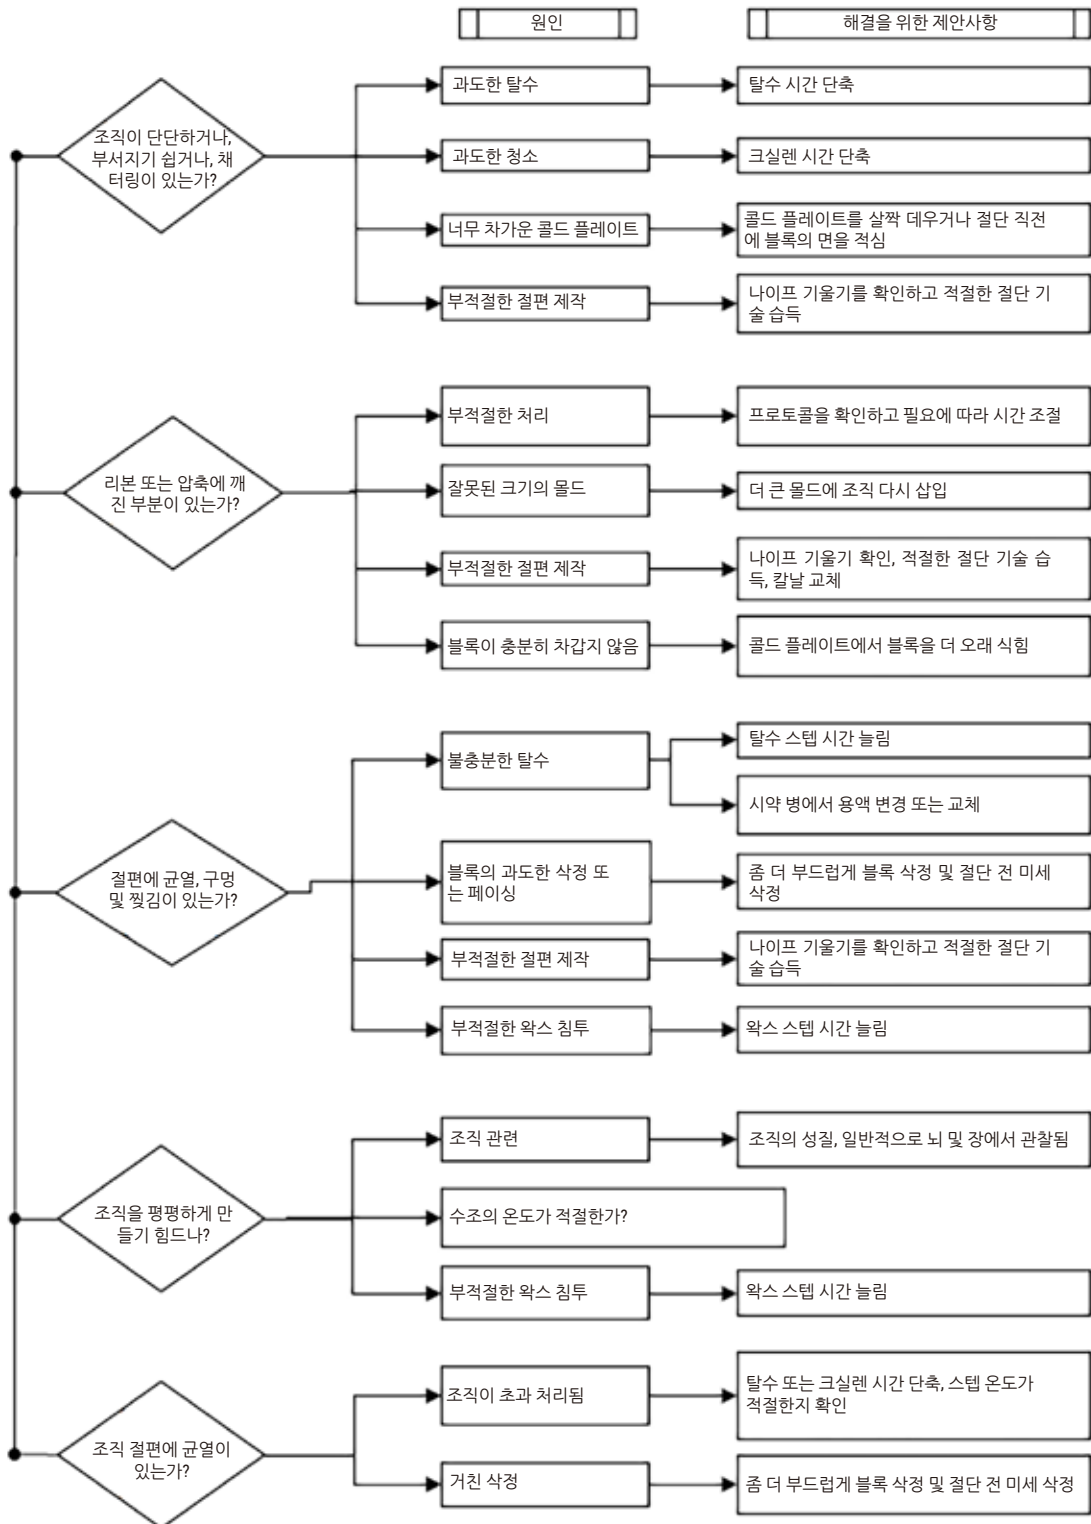 원인
해결을 위한 제안사항
조직이 단단하거나,
부서지기 쉽거나, 채
터링이 있는가?
과도한 탈수
탈수 시간 단축
과도한 청소
크실렌 시간 단축
너무 차가운 콜드 플레이트
콜드 플레이트를 살짝 데우거나 절단 직전
에 블록의 면을 적심
부적절한 절편 제작
나이프 기울기를 확인하고 적절한 절단 기
술 습득
리본 또는 압축에 깨
진 부분이 있는가?
부적절한 처리
프로토콜을 확인하고 필요에 따라 시간 조절
잘못된 크기의 몰드
더 큰 몰드에 조직 다시 삽입
부적절한 절편 제작
나이프 기울기 확인, 적절한 절단 기술 습
득, 칼날 교체
블록이 충분히 차갑지 않음
콜드 플레이트에서 블록을 더 오래 식힘
절편에 균열, 구멍
및 찢김이 있는가?
불충분한 탈수
탈수 스텝 시간 늘림
시약 병에서 용액 변경 또는 교체
블록의 과도한 삭정 또
는 페이싱
좀 더 부드럽게 블록 삭정 및 절단 전 미세
삭정
부적절한 절편 제작
나이프 기울기를 확인하고 적절한 절단 기
술 습득
부적절한 왁스 침투
왁스 스텝 시간 늘림
조직을 평평하게 만
들기 힘드나?
조직 관련
조직의 성질, 일반적으로 뇌 및 장에서 관찰됨
수조의 온도가 적절한가?
부적절한 왁스 침투
왁스 스텝 시간 늘림
조직 절편에 균열이
있는가?
조직이 초과 처리됨
탈수 또는 크실렌 시간 단축, 스텝 온도가
적절한지 확인
거친 삭정
좀 더 부드럽게 블록 삭정 및 절단 전 미세 삭정